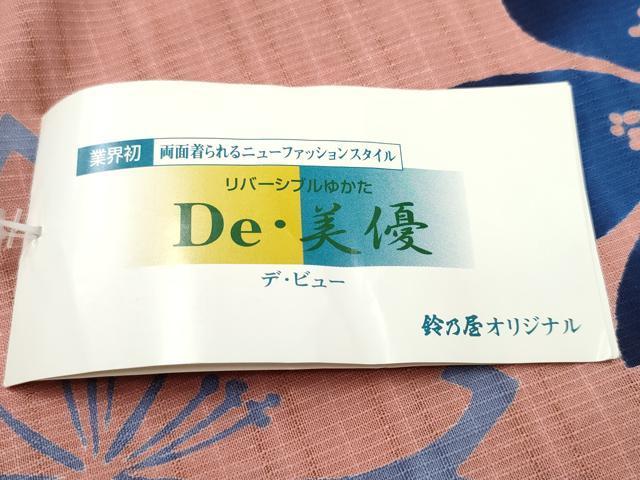 業界初 両面着られるニューファッションスタイル
リバーシブルゆかた
De・美優
デ・ビュー
鈴乃屋オリジナル